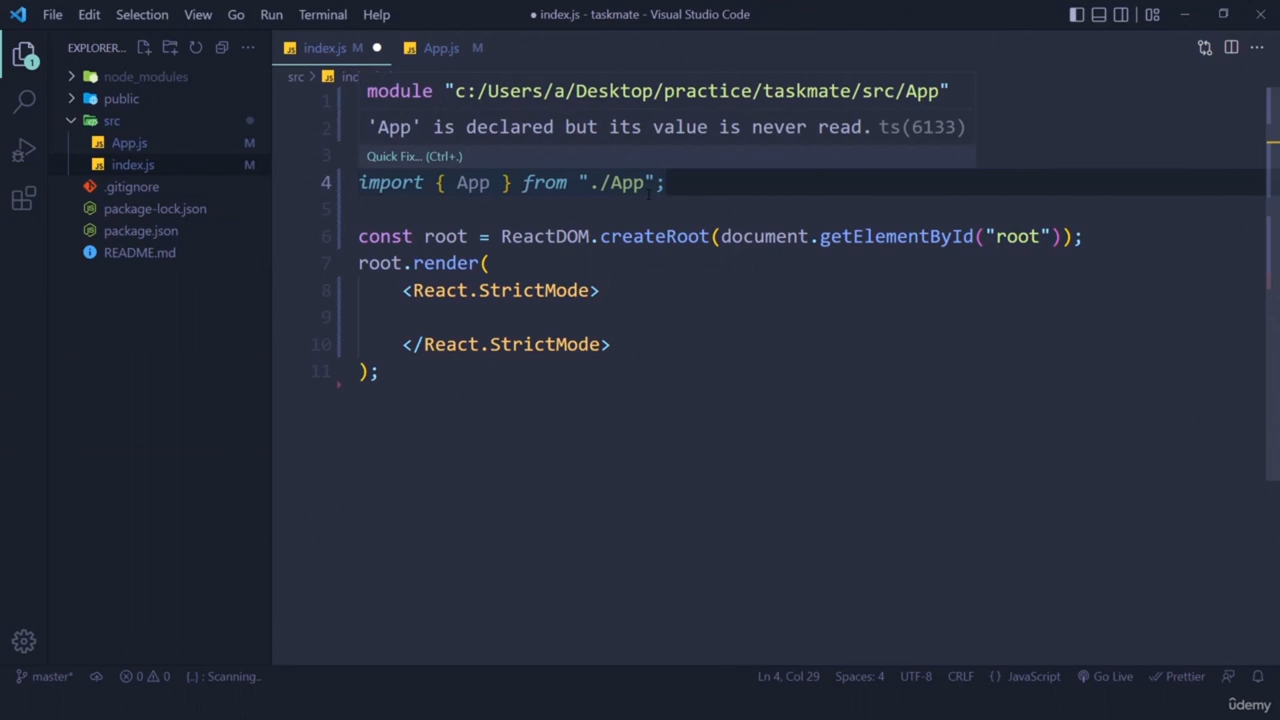 File Edit Selection View Go Run Terminal Help ● index.js - taskmate - Visual Studio Code
EXPLORER... index.js M App.js M
1
src > JS inc
node_modules
public
src
App.js M
index.js M
.gitignore
package-lock.json
package.json
README.md
module "c:/Users/a/Desktop/practice/taskmate/src/App"
'App' is declared but its value is never read. ts(6133)
Quick Fix... (Ctrl+.)
1
2
3
4 import { App } from "./App";
5
6 const root = ReactDOM.createRoot(document.getElementById("root"));
7 root.render(
8 <React.StrictMode>
9
10 </React.StrictMode>
11 );
master* 0 0 {..} : Scanning.. Ln 4, Col 29 Spaces: 4 UTF-8 CRLF {} JavaScript Go Live Prettier
ûdemy